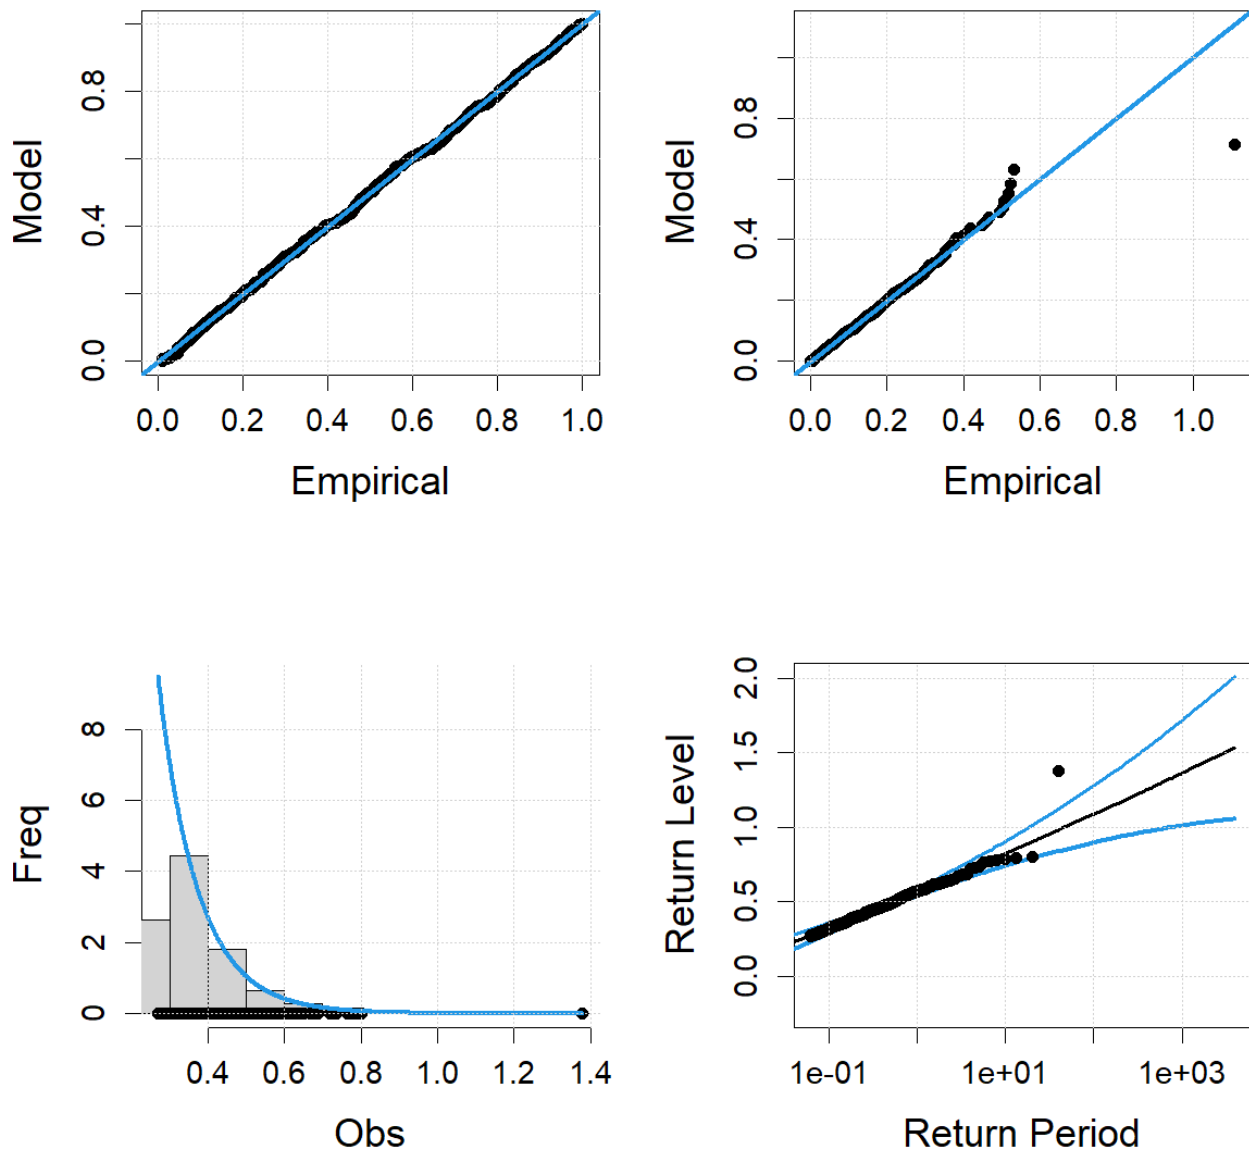 0.8
0.4
0.0
Model
0.0 0.2 0.4 0.6 0.8 1.0
Empirical
0.8
0.4
0.0
Model
0.0 0.2 0.4 0.6 0.8 1.0
Empirical
8
6
4
2
0
Freq
0.4 0.6 0.8 1.0 1.2 1.4
Obs
2.0
1.5
1.0
0.5
0.0
Return Level
1e-01 1e+01 1e+03
Return Period